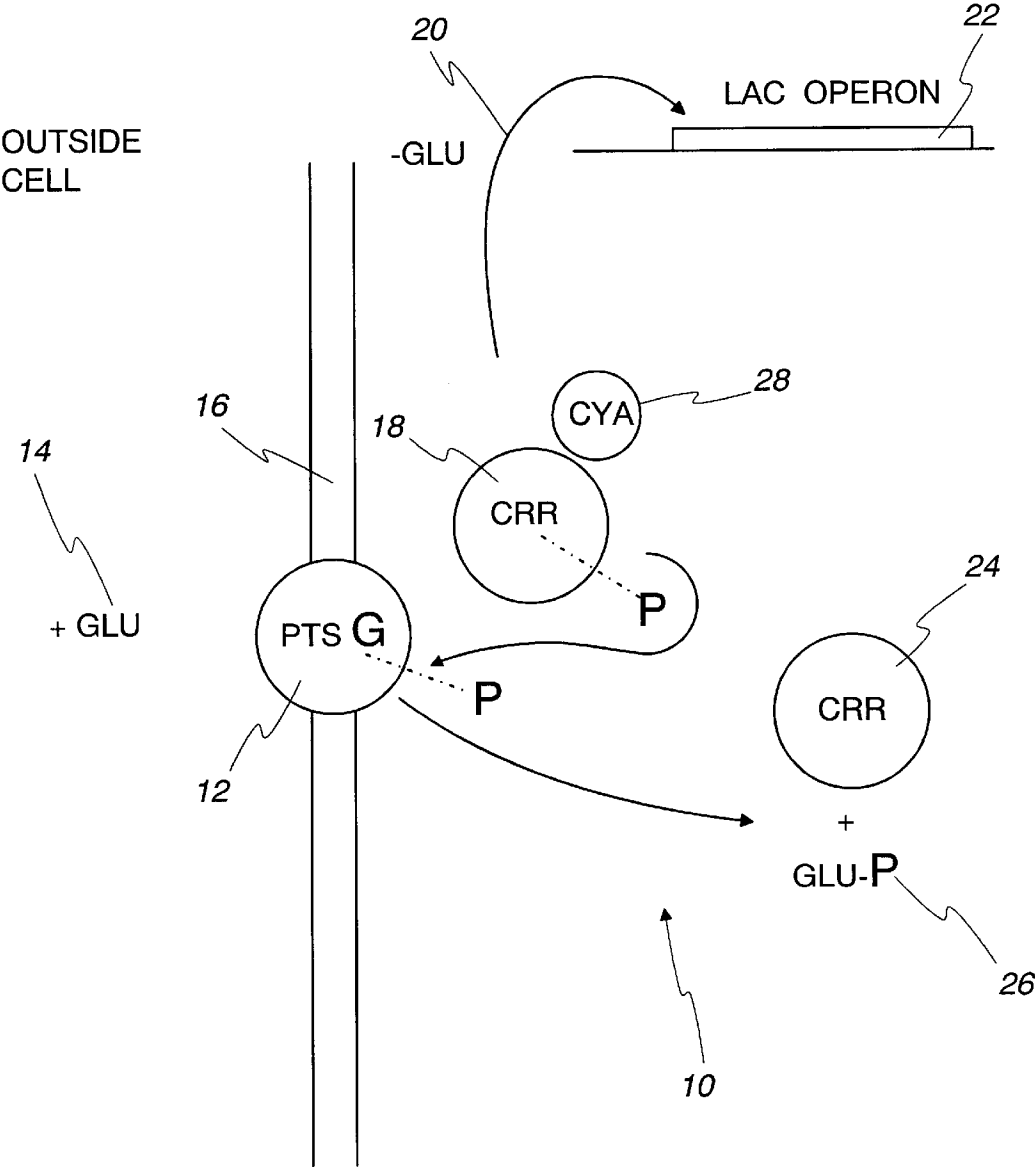 20
22
LAC OPERON
OUTSIDE
CELL
-GLU
28
CYA
16
18
14
CRR
24
P
+ GLU
PTS G
P
CRR
12
+
GLU-P
26
10